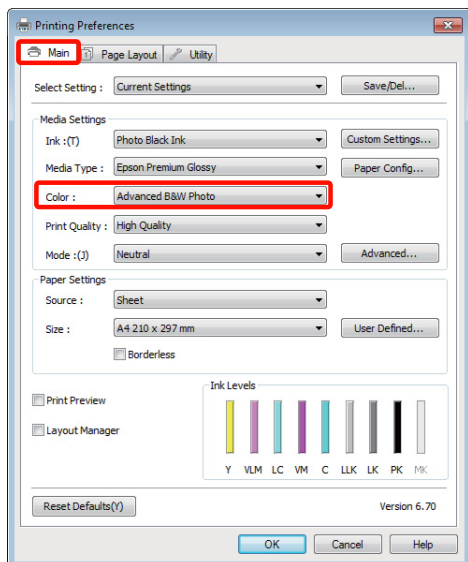 Printing Preferences
Main Page Layout Utility
Select Setting : Current Settings Save/Del...
Media Settings
Ink :(T) Photo Black Ink Custom Settings...
Media Type : Epson Premium Glossy Paper Config...
Color : Advanced B&W Photo
Print Quality : High Quality
Mode :(J) Neutral Advanced...
Paper Settings
Source : Sheet
Size : A4 210 x 297 mm User Defined...
Borderless
Print Preview
Layout Manager
Ink Levels
Y VLM LC VM C LLK LK PK MK
Reset Defaults(Y) Version 6.70
OK Cancel Help